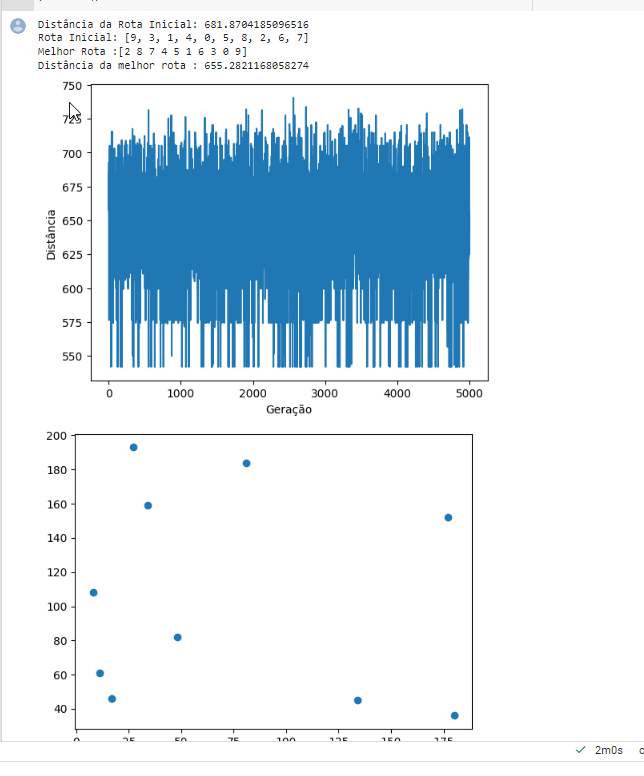 Distância da Rota Inicial: 681.8704185096516
Rota Inicial: [9, 3, 1, 4, 0, 5, 8, 2, 6, 7]
Melhor Rota :[2 8 7 4 5 1 6 3 0 9]
Distância da melhor rota : 655.2821168058274
750
725
700
675
650
625
600
575
550
Distância
0 1000 2000 3000 4000 5000
Geração
200
180
160
140
120
100
80
60
40
0 25 50 75 100 125 150 175
2m0s